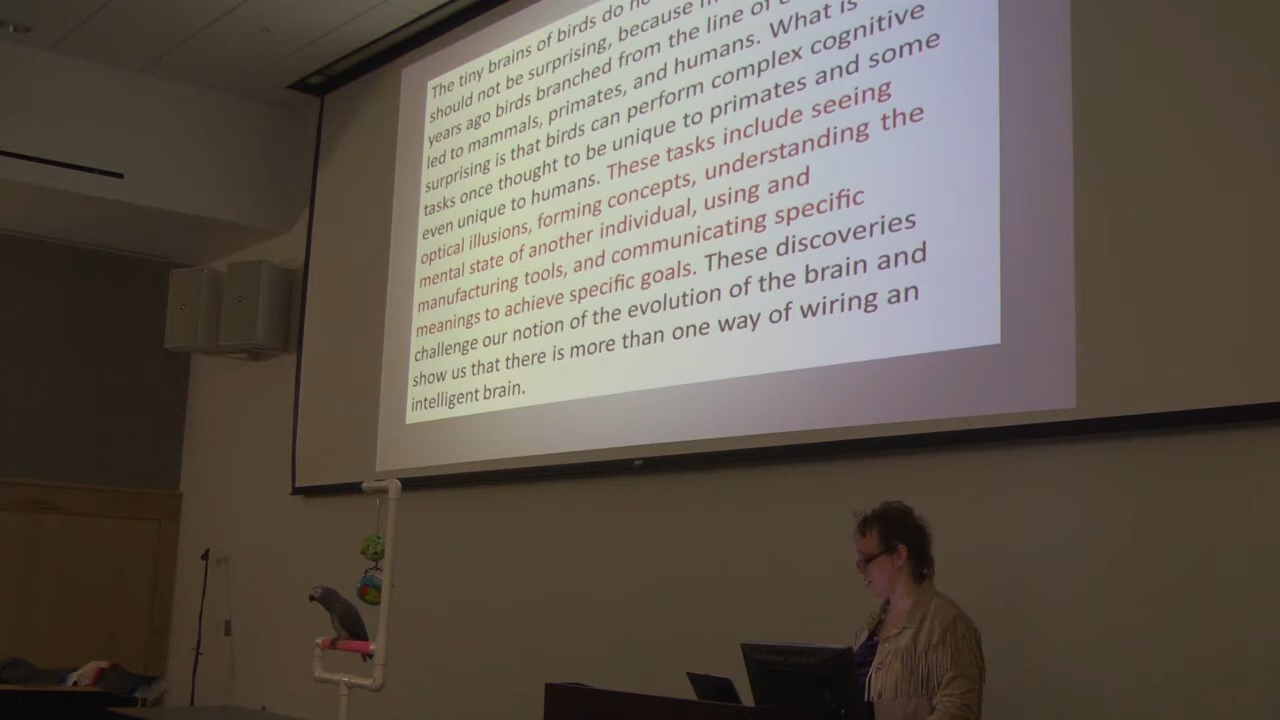 The tiny brains of birds do
should not be surprising, because
years ago birds branched from the line of
led to mammals, primates, and humans. What is
surprising is that birds can perform complex cognitive
tasks once thought to be unique to primates and some
even unique to humans. These tasks include seeing
optical illusions, forming concepts, understanding the
mental state of another individual, using and
manufacturing tools, and communicating specific
meanings to achieve specific goals. These discoveries
challenge our notion of the evolution of the brain and
show us that there is more than one way of wiring an
intelligent brain.